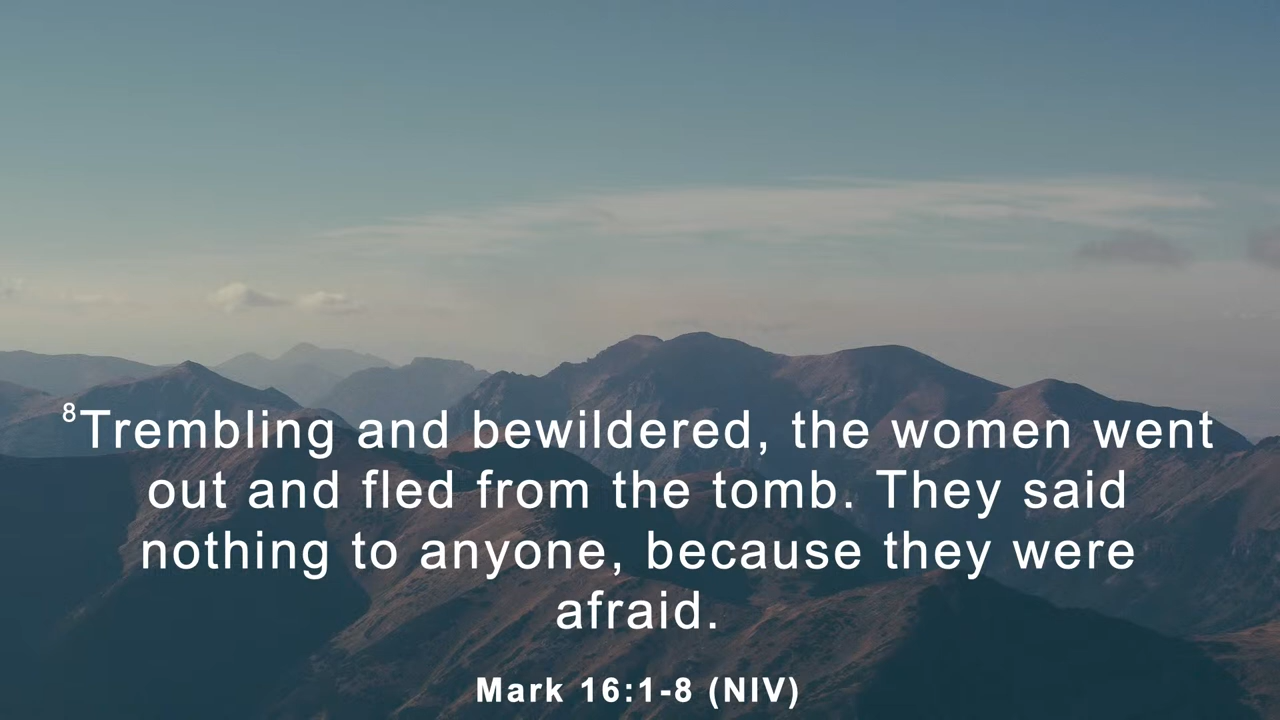 ⁸Trembling and bewildered, the women went
out and fled from the tomb. They said
nothing to anyone, because they were
afraid.
Mark 16:1-8 (NIV)